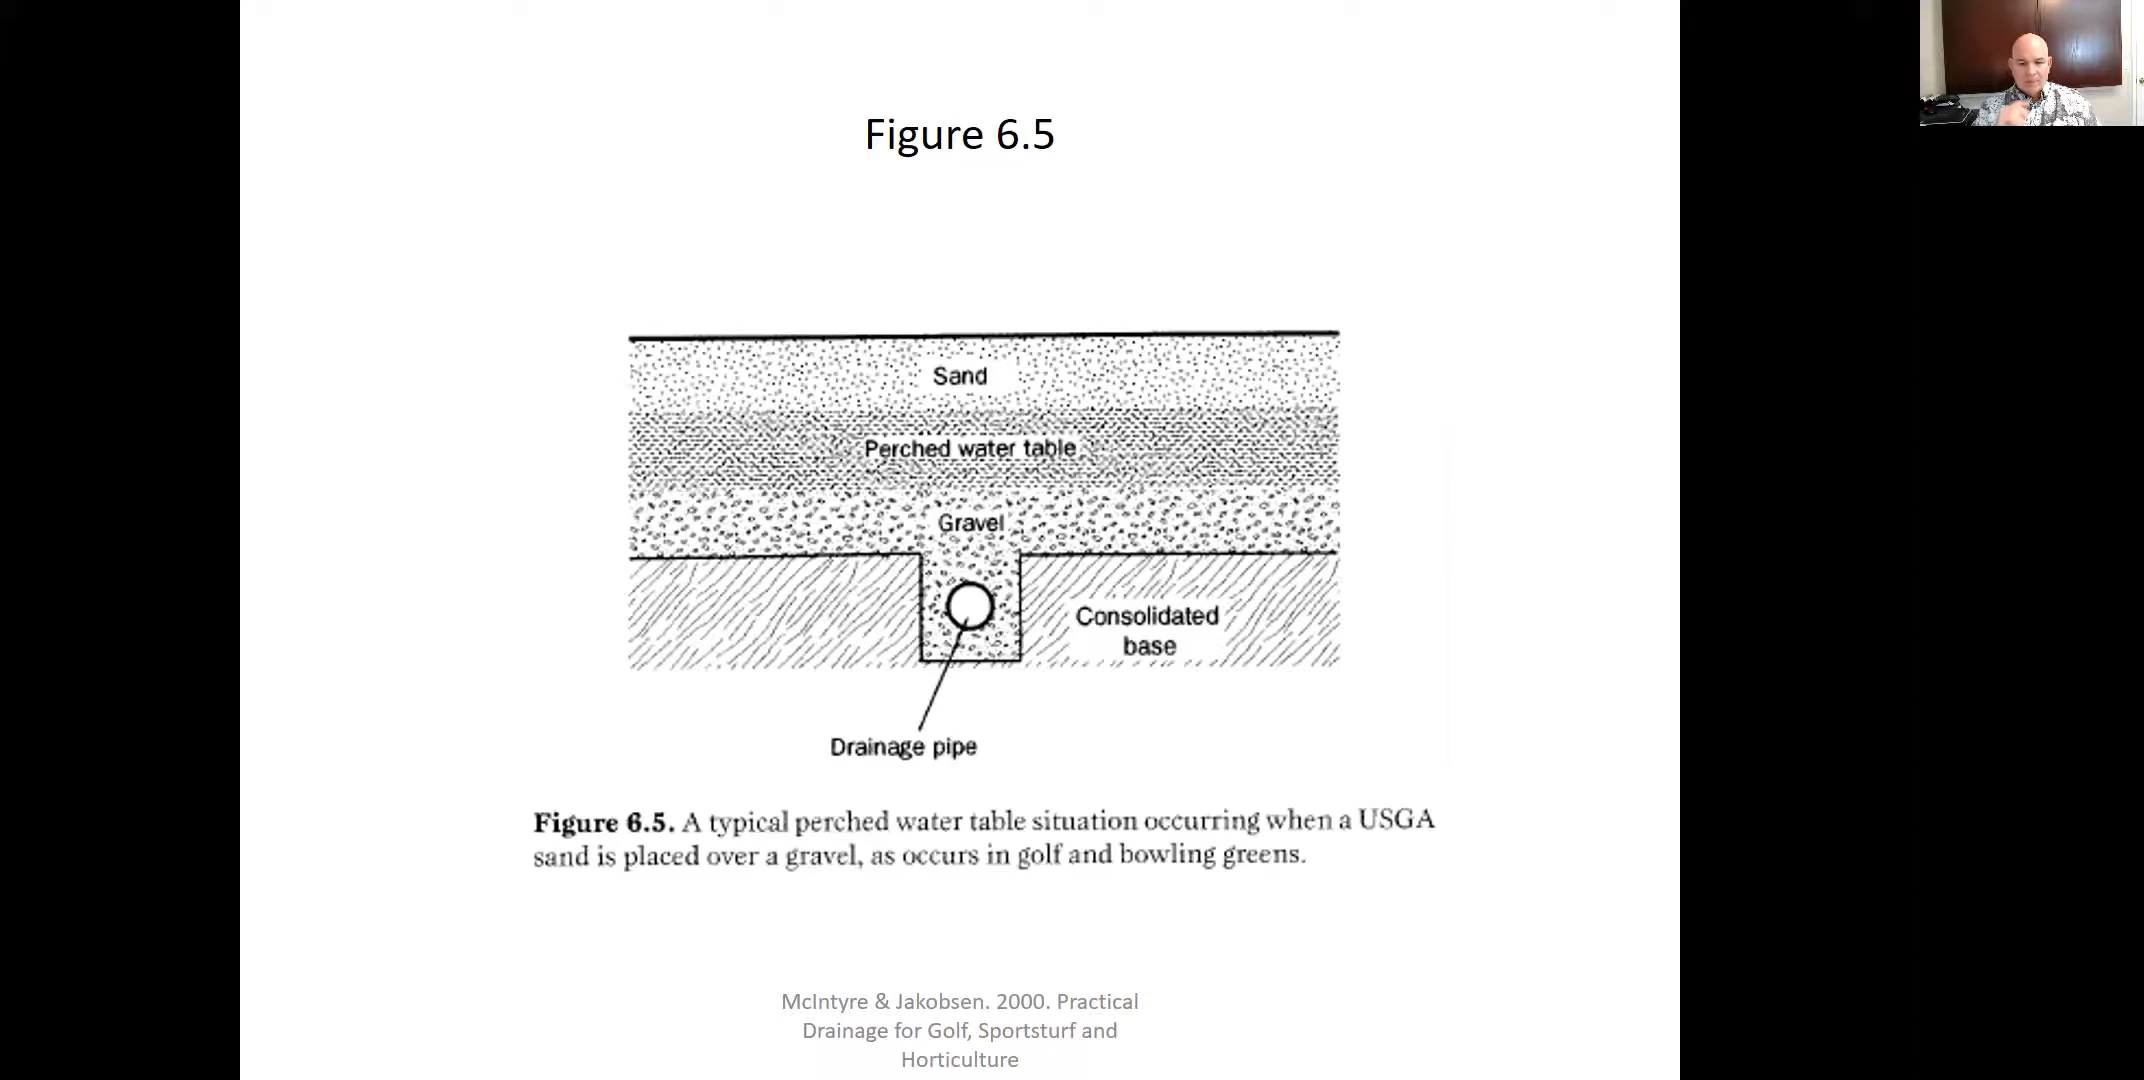 Figure 6.5
Sand
Perched water table
Gravel
Consolidated
base
Drainage pipe
Figure 6.5. A typical perched water table situation occurring when a USGA
sand is placed over a gravel, as occurs in golf and bowling greens.
McIntyre & Jakobsen. 2000. Practical
Drainage for Golf, Sportsturf and
Horticulture